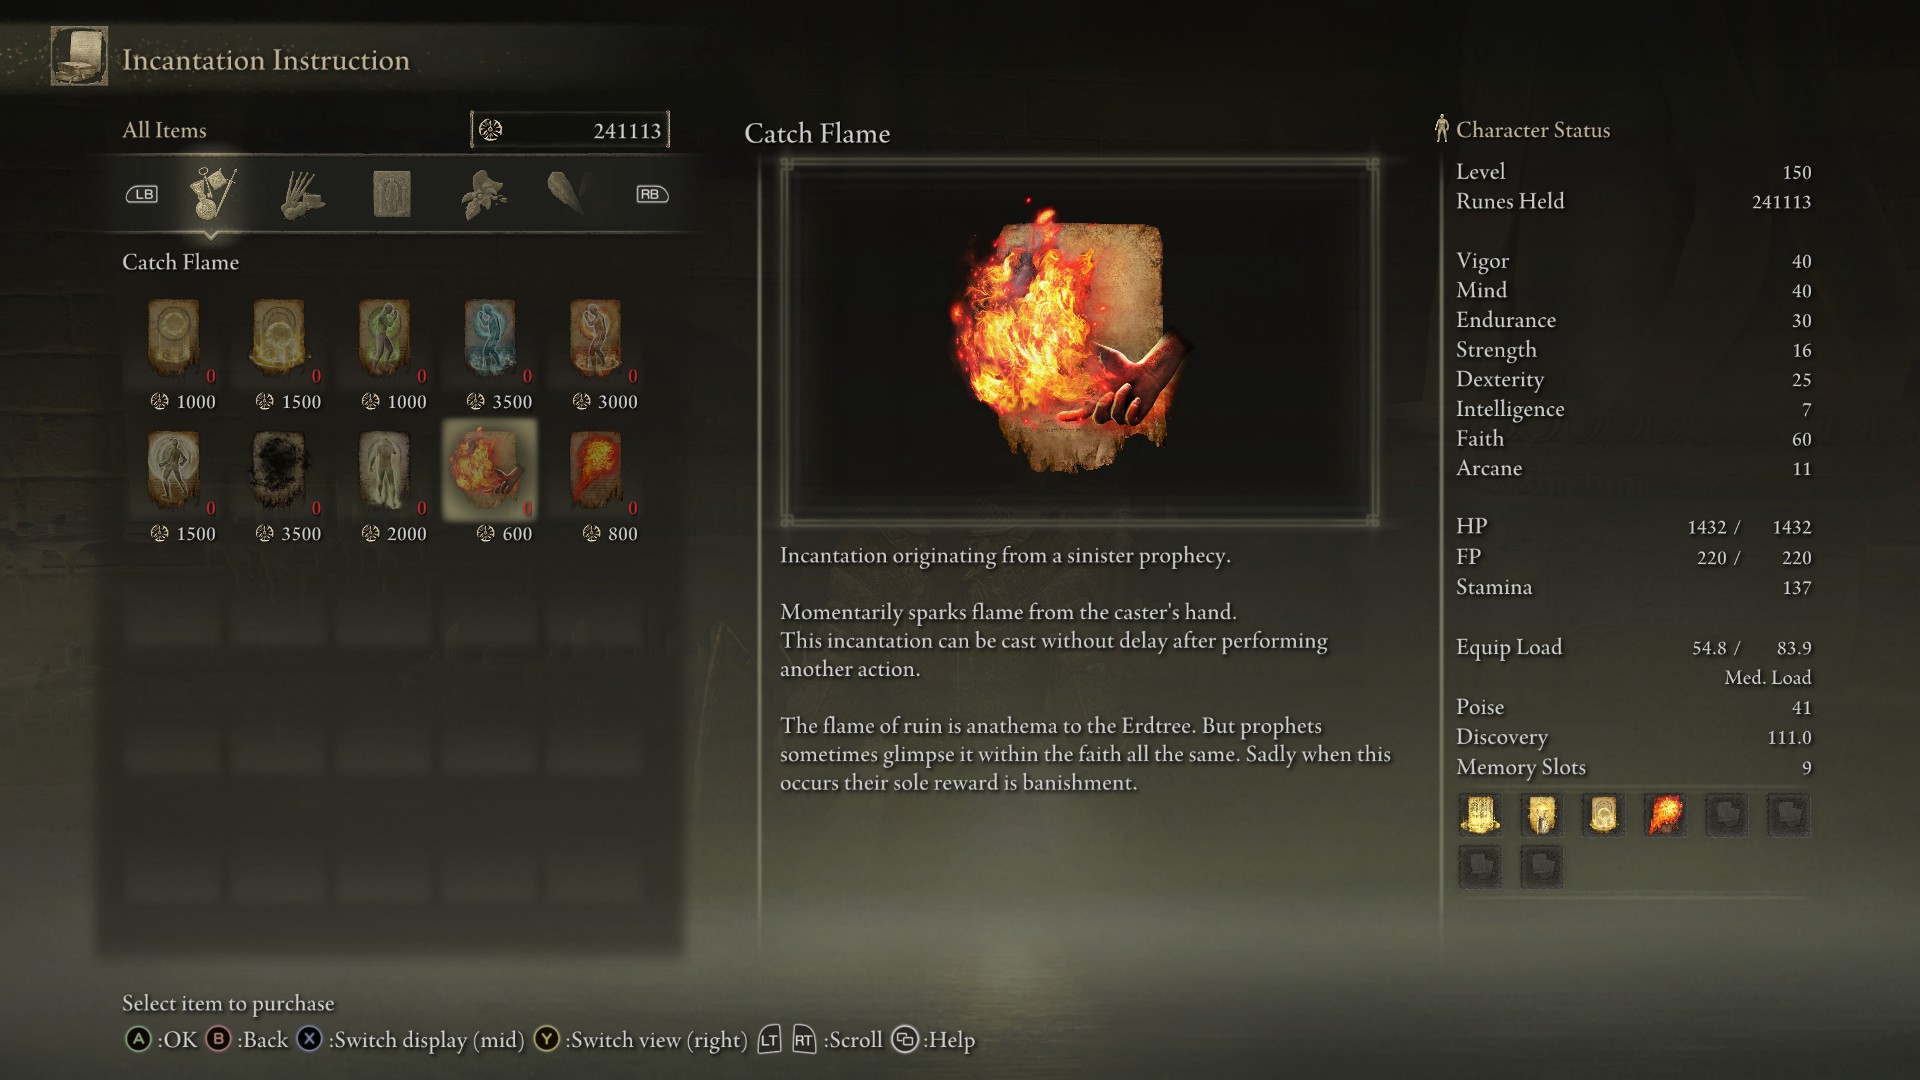 Incantation Instruction
All Items
241113
LB
RB
Catch Flame
0 0 0 0 0
1000 1500 1000 3500 3000
0 0 0 0 0
1500 3500 2000 600 800
Catch Flame
Incantation originating from a sinister prophecy.
Momentarily sparks flame from the caster's hand.
This incantation can be cast without delay after performing
another action.
The flame of ruin is anathema to the Erdtree. But prophets
sometimes glimpse it within the faith all the same. Sadly when this
occurs their sole reward is banishment.
Character Status
Level 150
Runes Held 241113
Vigor 40
Mind 40
Endurance 30
Strength 16
Dexterity 25
Intelligence 7
Faith 60
Arcane 11
HP 1432 / 1432
FP 220 / 220
Stamina 137
Equip Load 54.8 / 83.9
Med. Load
Poise 41
Discovery 111.0
Memory Slots 9
Select item to purchase
A :OK B :Back X :Switch display (mid) Y :Switch view (right) LT RT :Scroll :Help